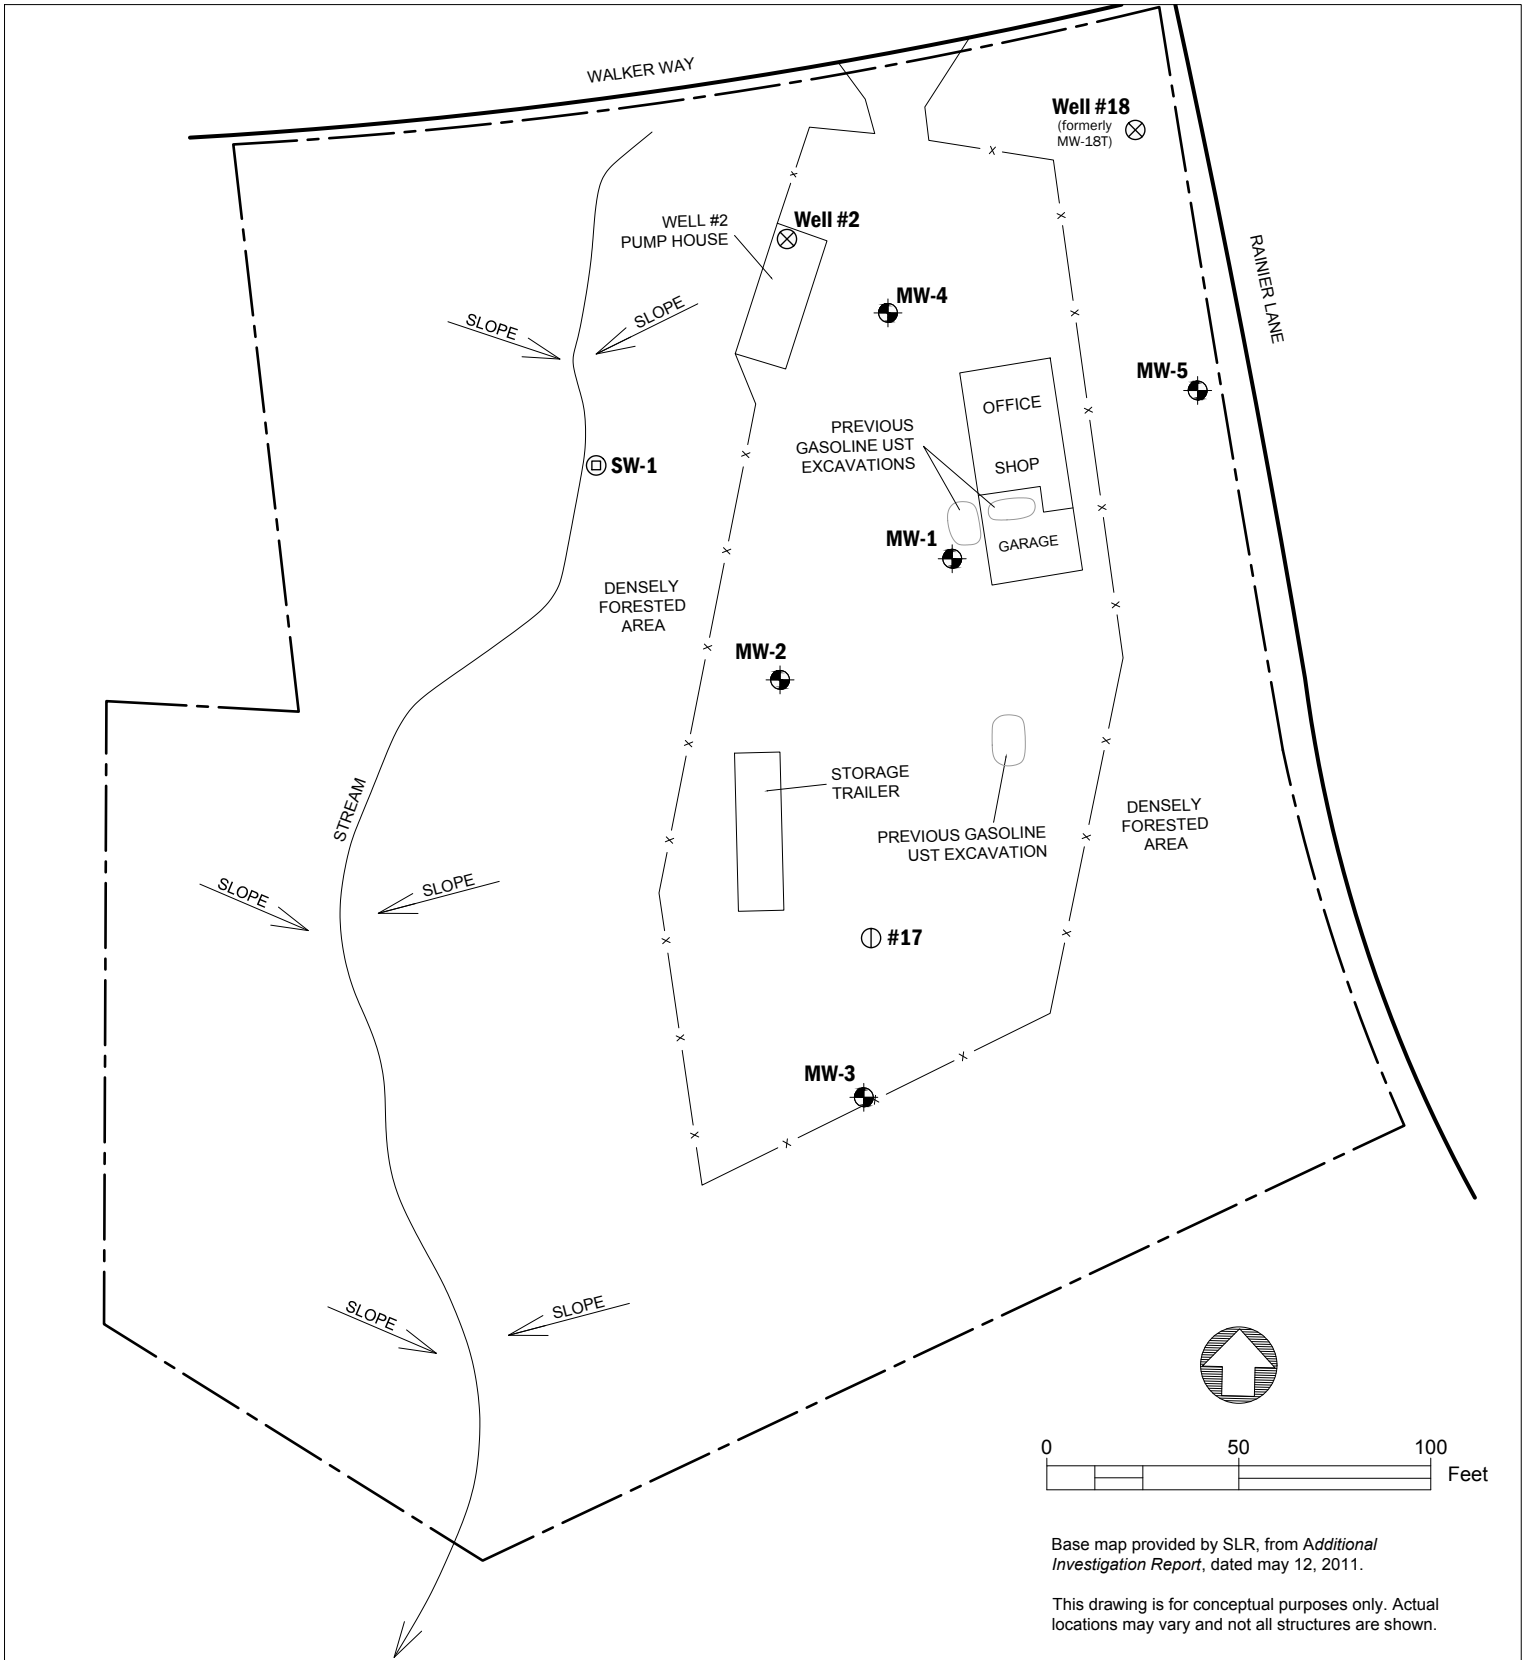 WALKER WAY
Well #18
(formerly
MW-18T)
WELL #2
PUMP HOUSE
Well #2
RAINIER LANE
MW-4
SLOPE
SLOPE
MW-5
OFFICE
PREVIOUS
GASOLINE UST
EXCAVATIONS
SHOP
SW-1
MW-1
GARAGE
DENSELY
FORESTED
AREA
MW-2
STORAGE
TRAILER
STREAM
PREVIOUS GASOLINE
UST EXCAVATION
DENSELY
FORESTED
AREA
SLOPE
SLOPE
#17
MW-3
SLOPE
SLOPE
0 50 100
Feet
Base map provided by SLR, from Additional
Investigation Report, dated may 12, 2011.
This drawing is for conceptual purposes only. Actual
locations may vary and not all structures are shown.